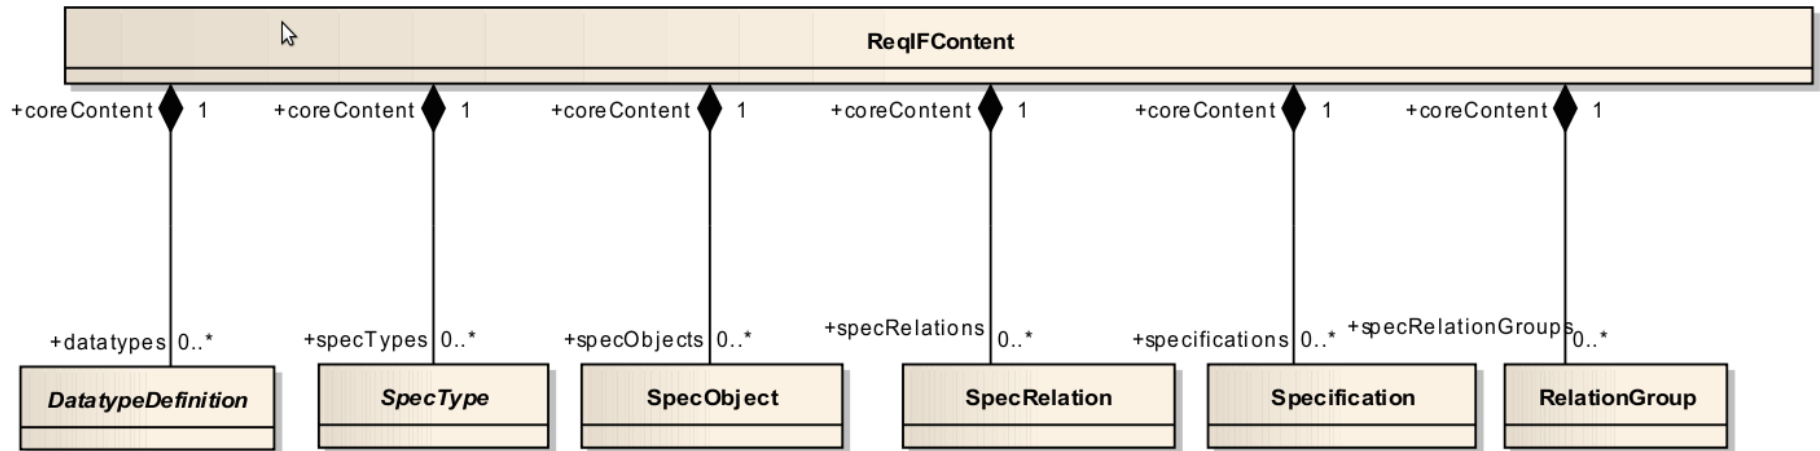 ReqIFContent
+coreContent 1 +coreContent 1 +coreContent 1 +coreContent 1 +coreContent 1 +coreContent 1
+datatypes 0..* +specTypes 0..* +specObjects 0..* +specRelations 0..* +specifications 0..* +specRelationGroups 0..*
DatatypeDefinition SpecType SpecObject SpecRelation Specification RelationGroup